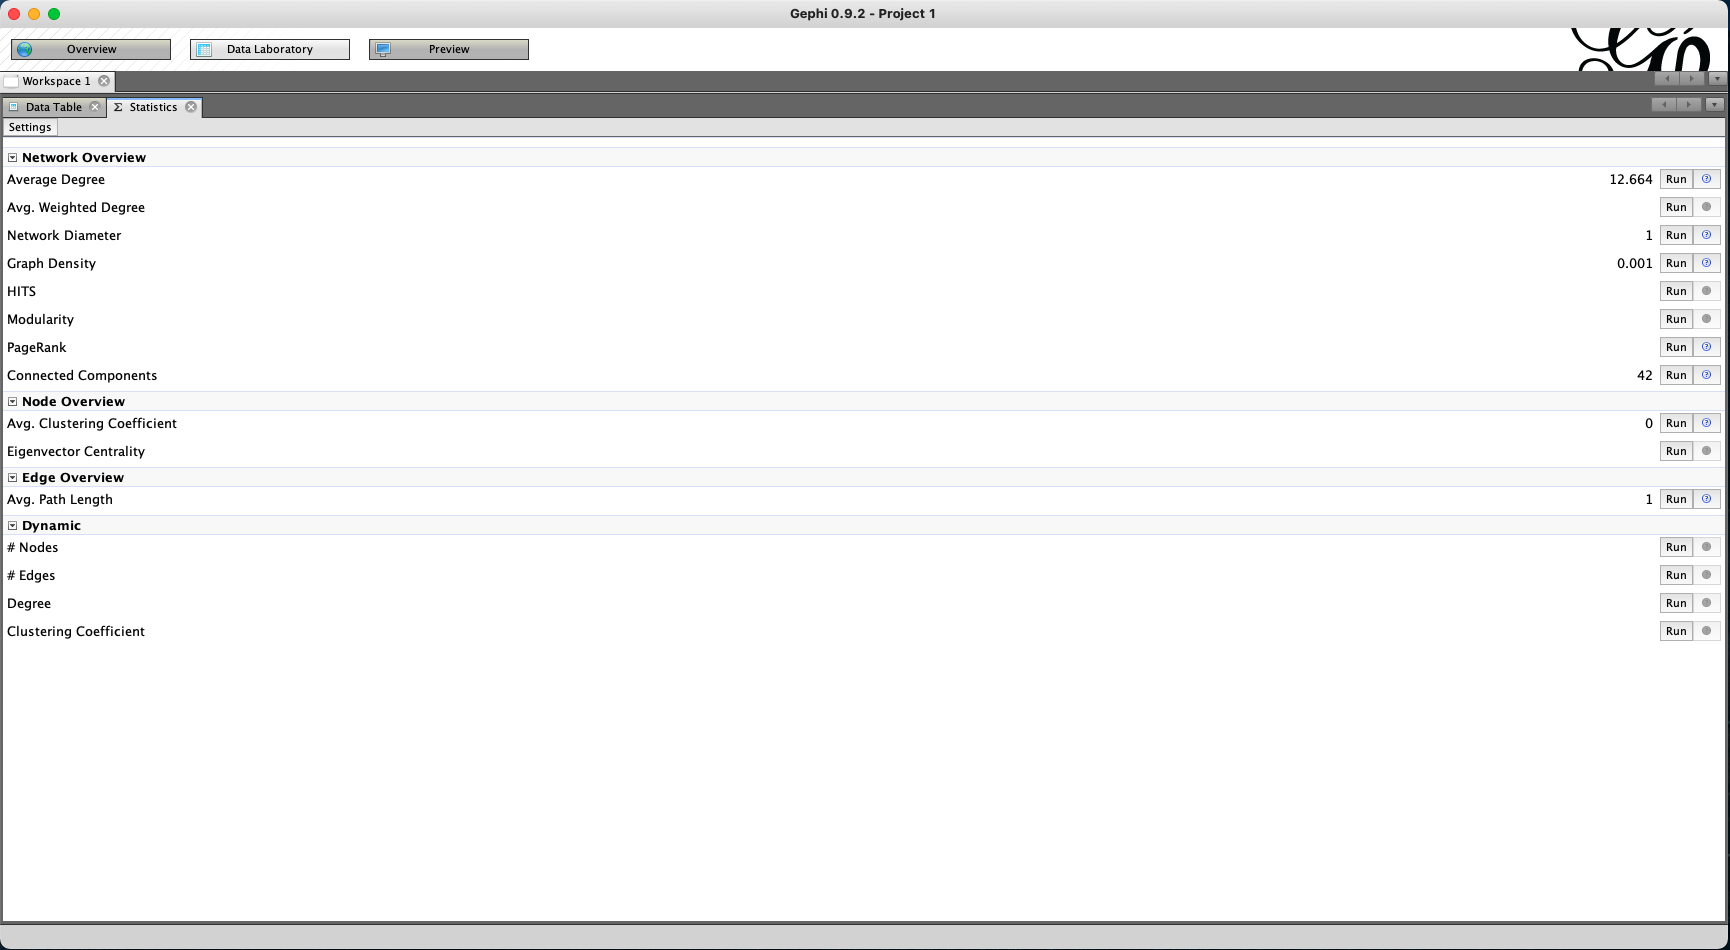 Gephi 0.9.2 - Project 1
Overview
Data Laboratory
Preview
Workspace 1
Data Table
Σ Statistics
Settings
Network Overview
Average Degree 12.664 Run
Avg. Weighted Degree Run
Network Diameter 1 Run
Graph Density 0.001 Run
HITS Run
Modularity Run
PageRank Run
Connected Components 42 Run
Node Overview
Avg. Clustering Coefficient 0 Run
Eigenvector Centrality Run
Edge Overview
Avg. Path Length 1 Run
Dynamic
# Nodes Run
# Edges Run
Degree Run
Clustering Coefficient Run